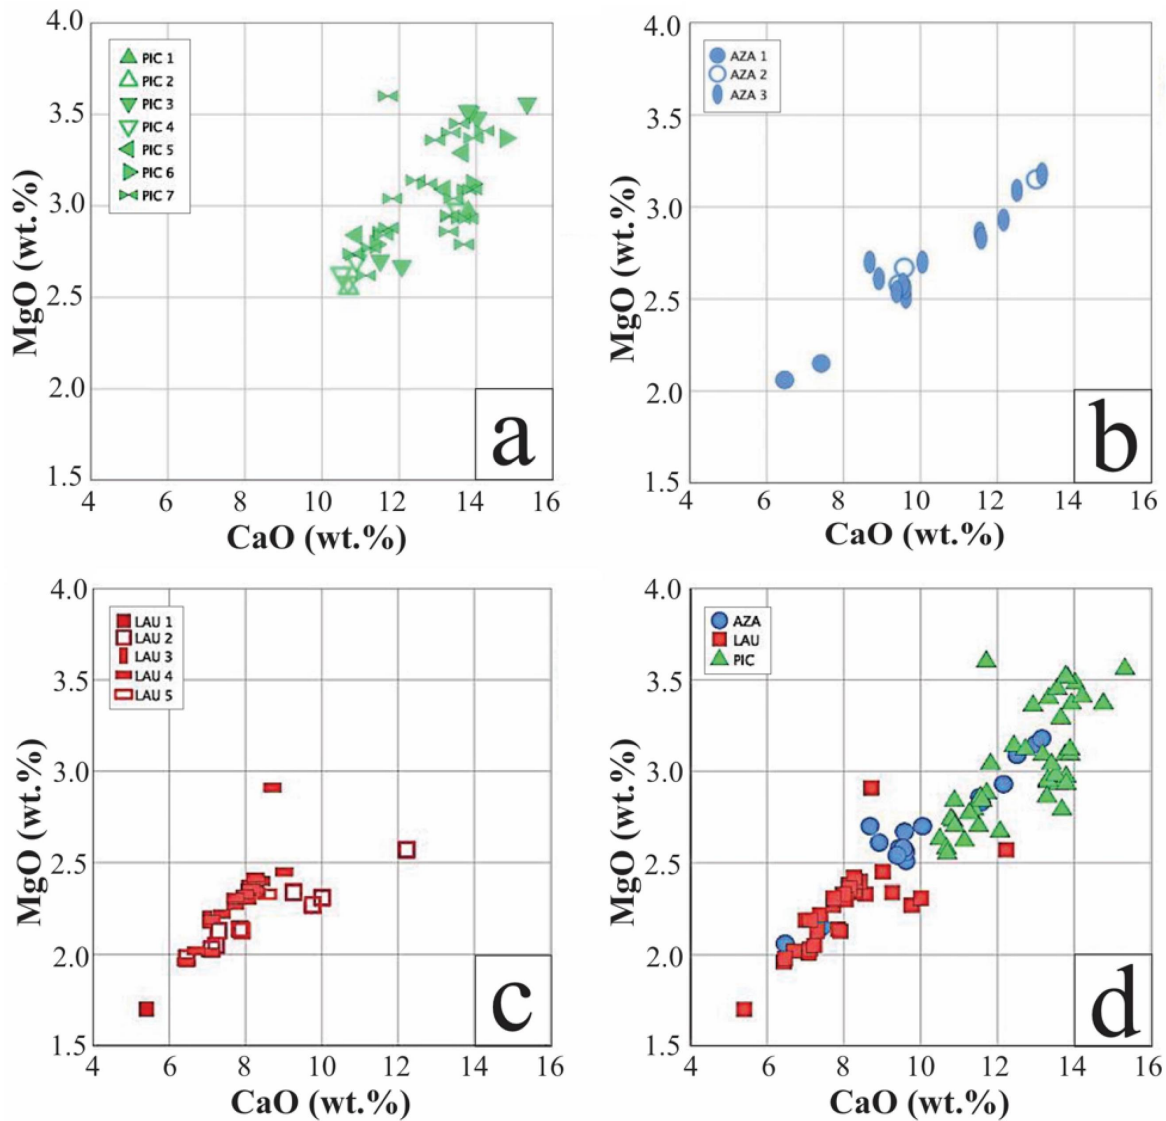 4.0
3.5
3.0
2.5
2.0
1.5
MgO (wt.%)
PIC 1
PIC 2
PIC 3
PIC 4
PIC 5
PIC 6
PIC 7
a
4 6 8 10 12 14 16
CaO (wt.%)
4.0
3.5
3.0
2.5
2.0
1.5
MgO (wt.%)
AZA 1
AZA 2
AZA 3
b
4 6 8 10 12 14 16
CaO (wt.%)
4.0
3.5
3.0
2.5
2.0
1.5
MgO (wt.%)
LAU 1
LAU 2
LAU 3
LAU 4
LAU 5
c
4 6 8 10 12 14 16
CaO (wt.%)
4.0
3.5
3.0
2.5
2.0
1.5
MgO (wt.%)
AZA
LAU
PIC
d
4 6 8 10 12 14 16
CaO (wt.%)